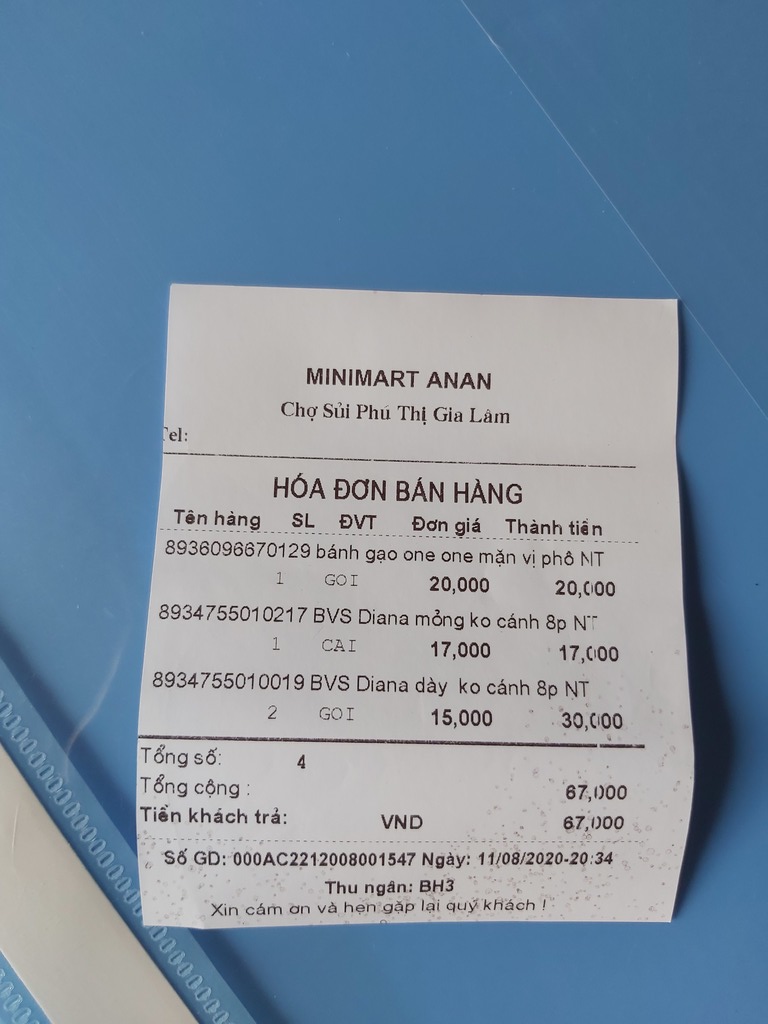 MINIMART ANAN
Chợ Sủi Phú Thị Gia Lâm
Tel:
HÓA ĐƠN BÁN HÀNG
Tên hàng SL ĐVT Đơn giá Thành tiền
8936096670129 bánh gạo one one mặn vị phô NT
1 GOI 20,000 20,000
8934755010217 BVS Diana mỏng ko cánh 8p NT
1 CAI 17,000 17,000
8934755010019 BVS Diana dày ko cánh 8p NT
2 GOI 15,000 30,000
Tổng số: 4
Tổng cộng : 67,000
Tiền khách trả: VND 67,000
Số GD: 000AC2212008001547 Ngày: 11/08/2020-20:34
Thu ngân: BH3
Xin cám ơn và hẹn gặp lại quý khách !